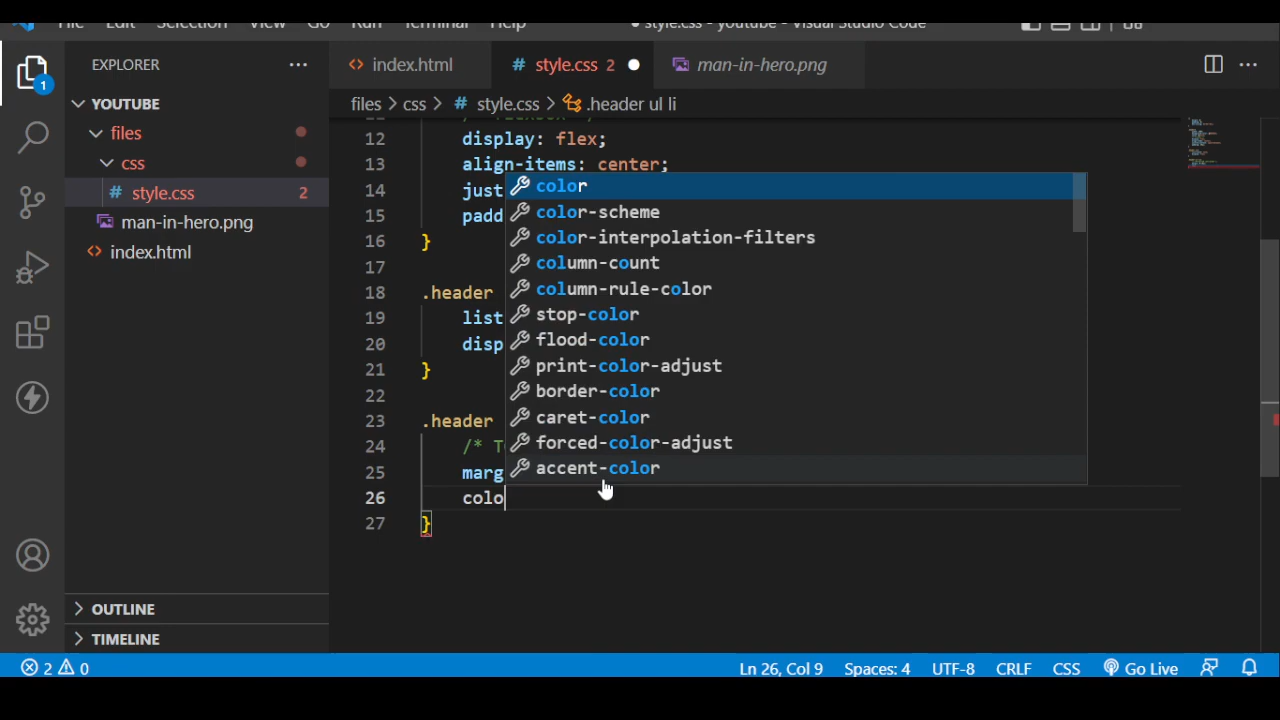 File Edit Selection View Go Run Terminal Help ● style.css - youtube - Visual Studio Code
EXPLORER ···
index.html
# style.css 2 ●
man-in-hero.png
···
YOUTUBE
files > css > # style.css > .header ul li
files
css
# style.css 2
man-in-hero.png
index.html
1
12 display: flex;
13 align-items: center;
14 just
15 padd
16 }
17
18 .header
19 list
20 disp
21 }
22
23 .header
24 /* T
25 marg
26 colo
27 }
color
color-scheme
color-interpolation-filters
column-count
column-rule-color
stop-color
flood-color
print-color-adjust
border-color
caret-color
forced-color-adjust
accent-color
OUTLINE
TIMELINE
2 0 Ln 26, Col 9 Spaces: 4 UTF-8 CRLF CSS Go Live